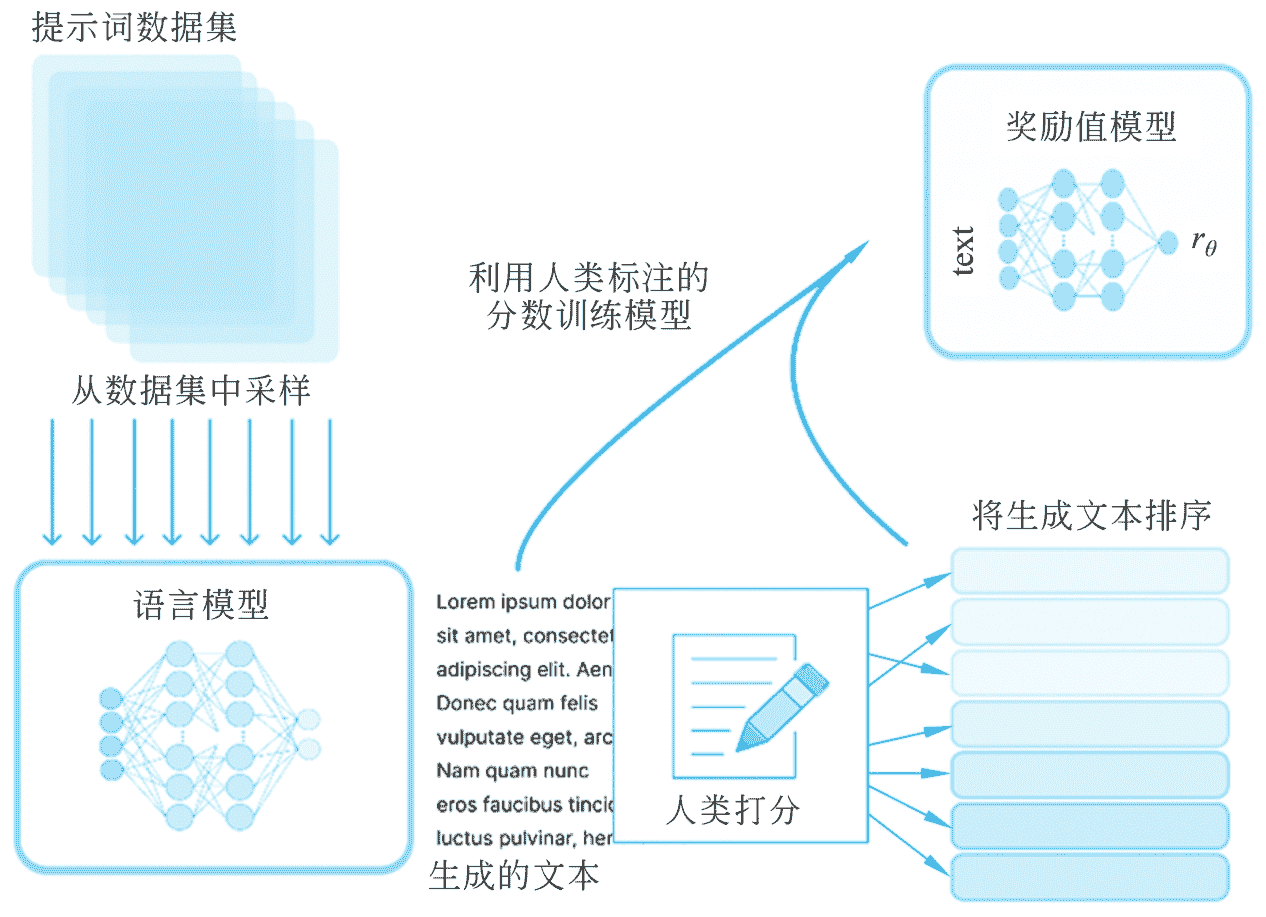 提示词数据集
从数据集中采样
语言模型
利用人类标注的
分数训练模型
奖励值模型
text
rθ
Lorem ipsum dolor
sit amet, consectet
adipiscing elit. Aen
Donec quam felis
vulputate eget, arc
Nam quam nunc
eros faucibus tincid
luctus pulvinar, her
生成的文本
人类打分
将生成文本排序